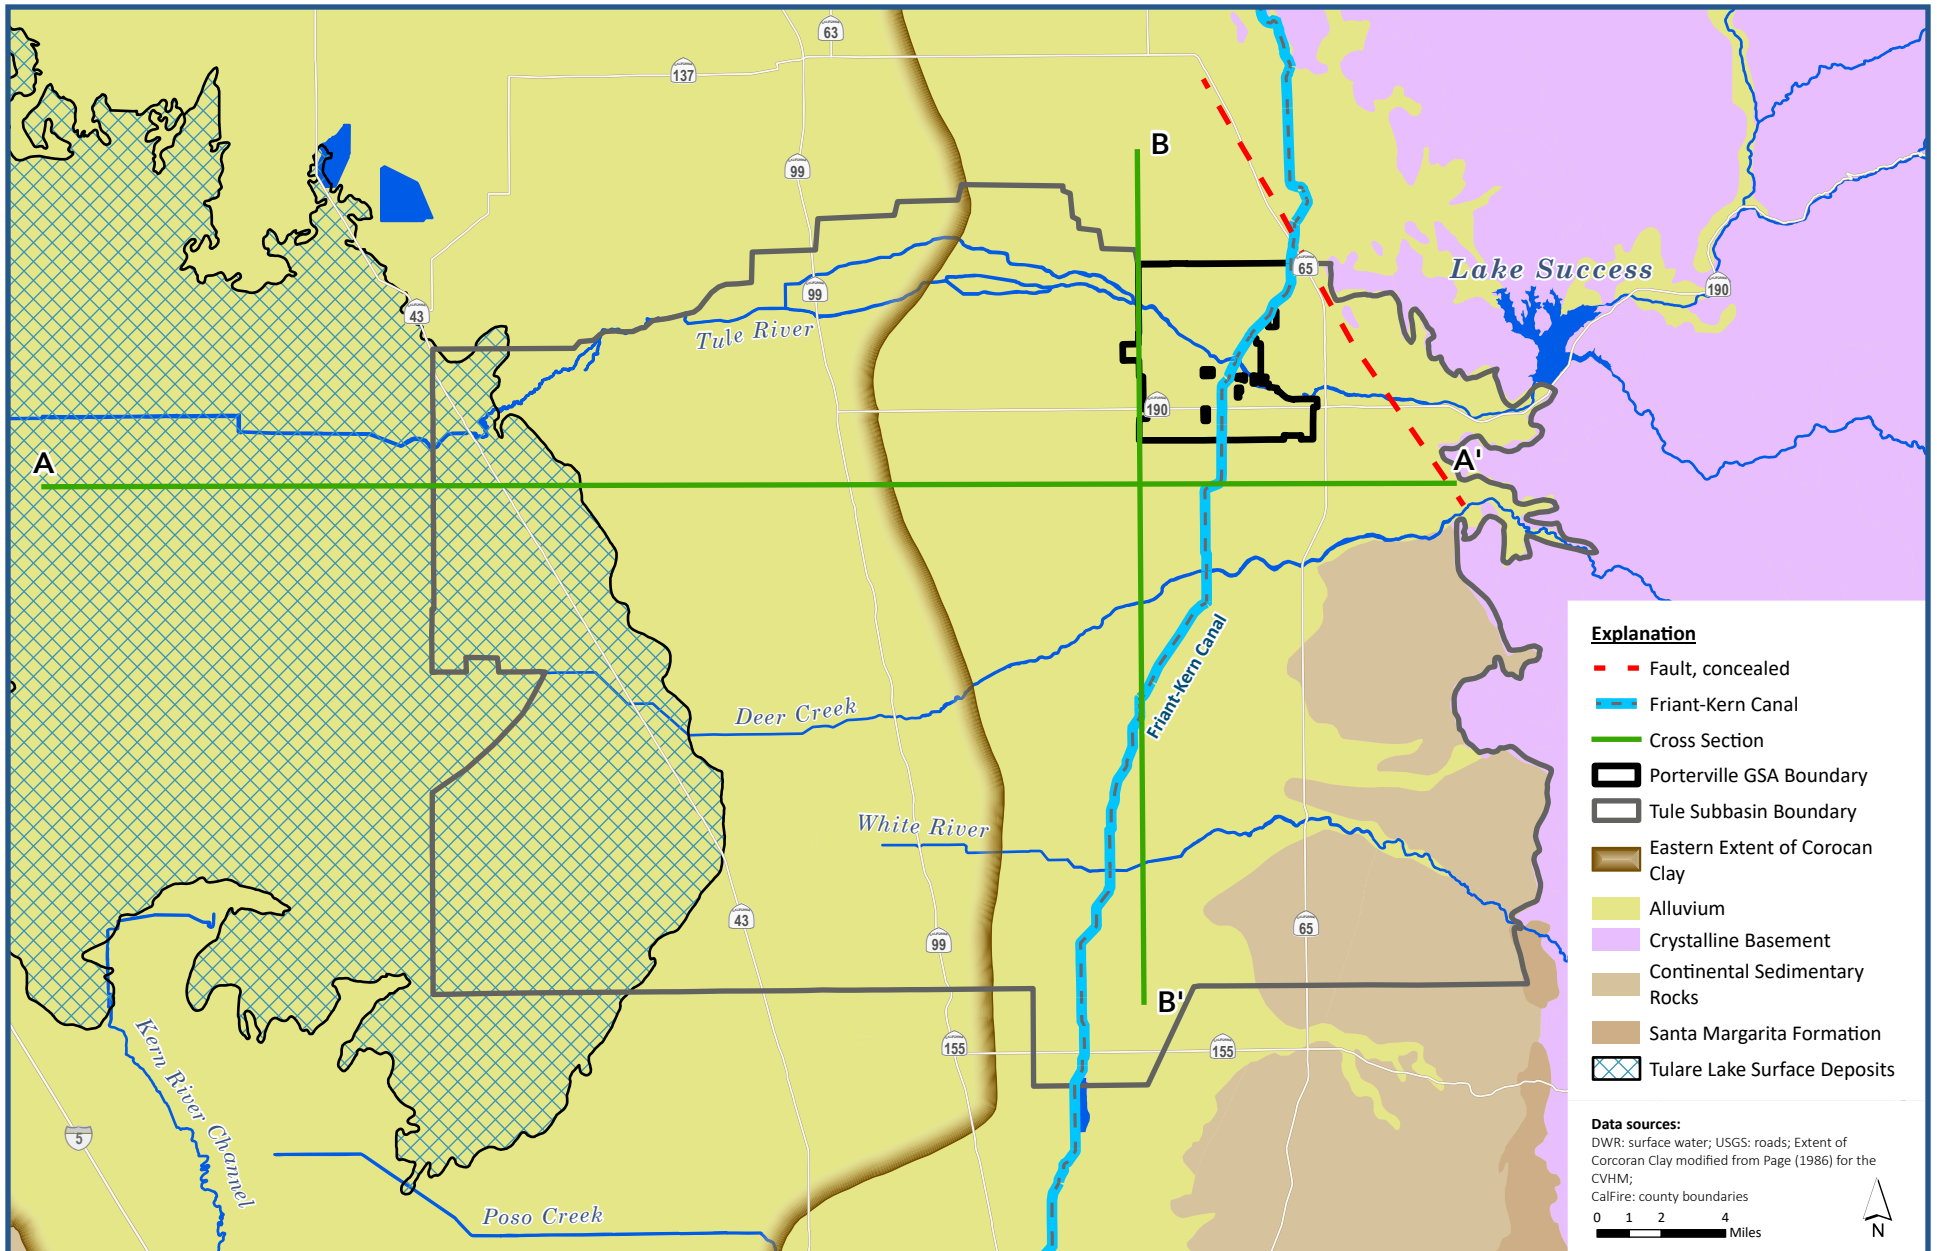 63
137
B
99
65
Lake Success
190
99
43
Tule River
190
A
A'
Friant-Kern Canal
Deer Creek
White River
43
99
65
B'
155
155
Kern River Channel
5
Poso Creek
Explanation
Fault, concealed
Friant-Kern Canal
Cross Section
Porterville GSA Boundary
Tule Subbasin Boundary
Eastern Extent of Corocan
Clay
Alluvium
Crystalline Basement
Continental Sedimentary
Rocks
Santa Margarita Formation
Tulare Lake Surface Deposits
Data sources:
DWR: surface water; USGS: roads; Extent of
Corcoran Clay modified from Page (1986) for the
CVHM;
CalFire: county boundaries
0 1 2 4
Miles
N